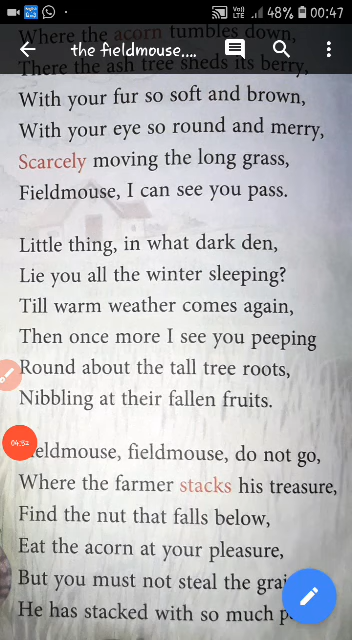 LTE 48% 00:47
Where the acorn tumbles down,
the fieldmouse....
There the ash tree sheds its berry,
With your fur so soft and brown,
With your eye so round and merry,
Scarcely moving the long grass,
Fieldmouse, I can see you pass.
Little thing, in what dark den,
Lie you all the winter sleeping?
Till warm weather comes again,
Then once more I see you peeping
Round about the tall tree roots,
Nibbling at their fallen fruits.
04:52
eldmouse, fieldmouse, do not go,
Where the farmer stacks his treasure,
Find the nut that falls below,
Eat the acorn at your pleasure,
But you must not steal the grai
He has stacked with so much p